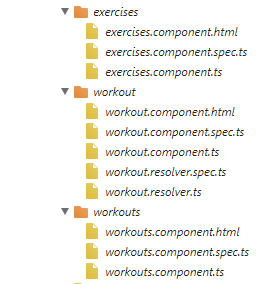 exercises
exercises.component.html
exercises.component.spec.ts
exercises.component.ts
workout
workout.component.html
workout.component.spec.ts
workout.component.ts
workout.resolver.spec.ts
workout.resolver.ts
workouts
workouts.component.html
workouts.component.spec.ts
workouts.component.ts